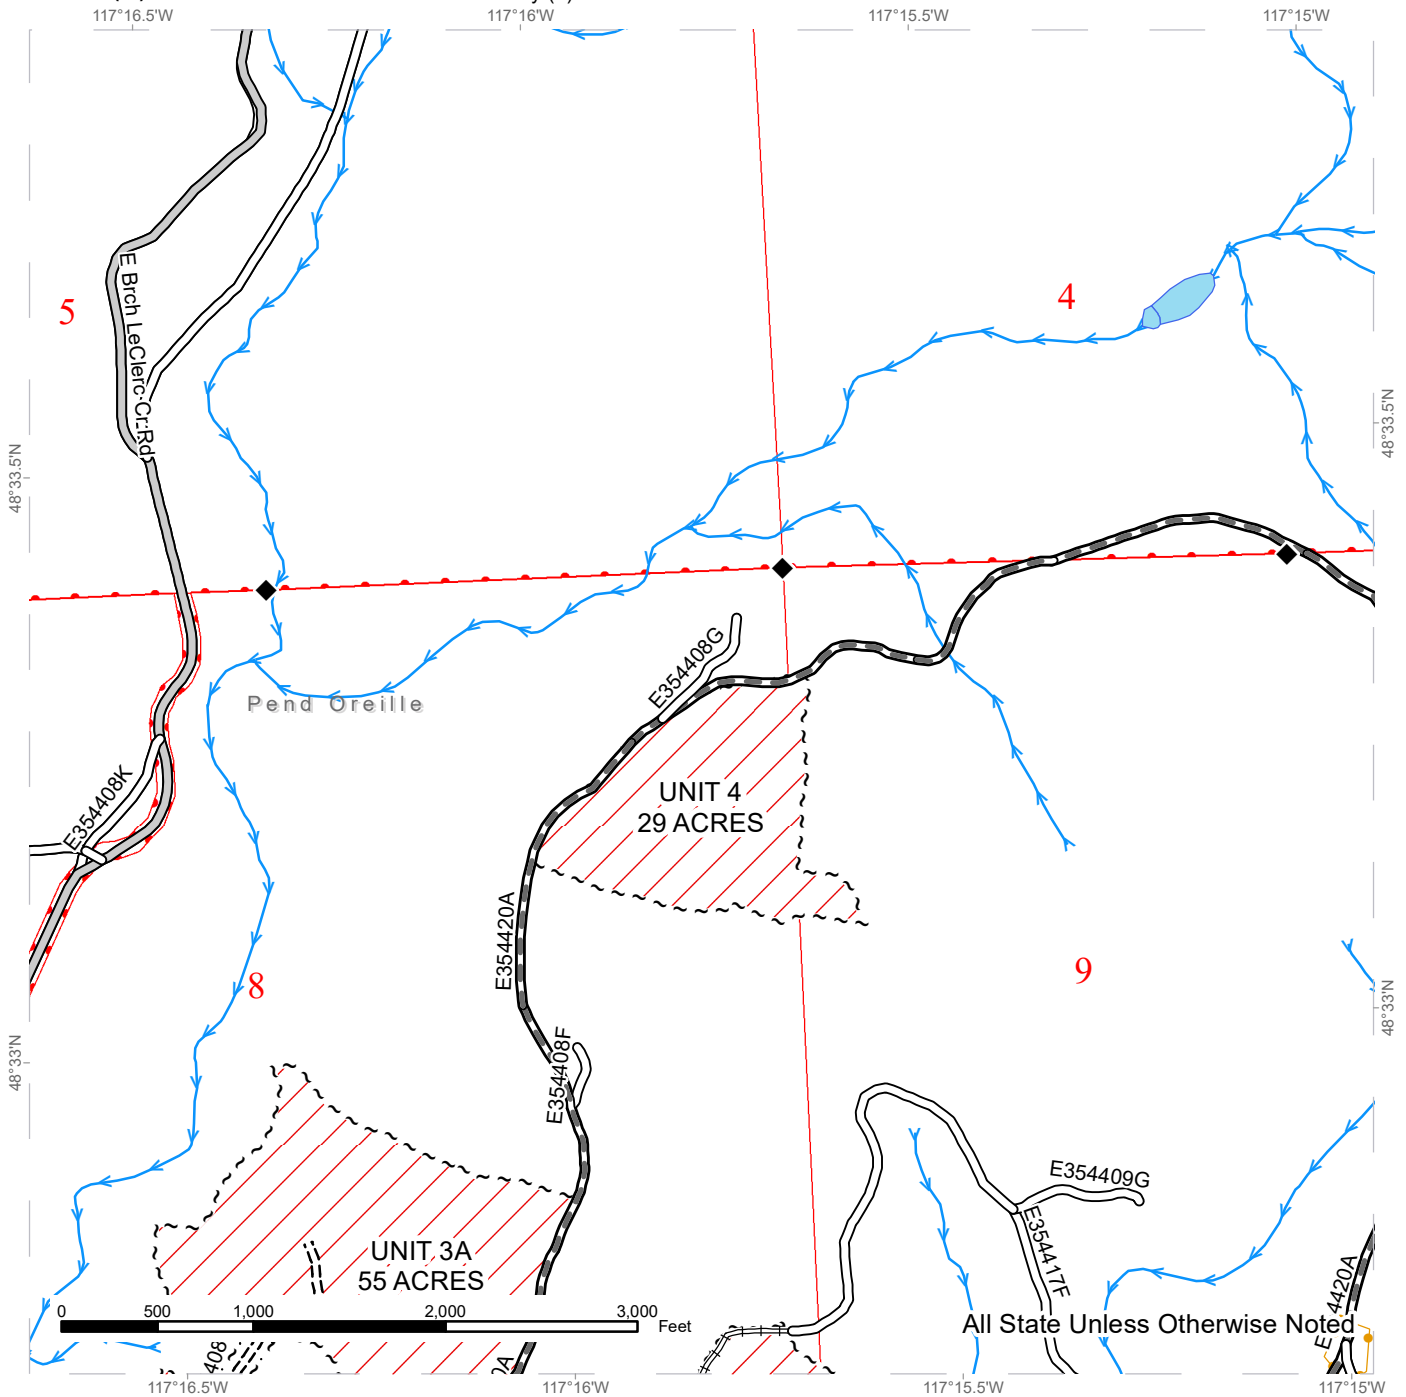 117°16.5'W
117°16'W
117°15.5'W
117°15'W
5
E Brch LeClerc Cr Rd
4
48°33.5'N
48°33.5'N
E354408G
Pend Oreille
E354408K
UNIT 4
29 ACRES
E354420A
8
9
48°33'N
48°33'N
E354408F
E354409G
E354417F
UNIT 3A
55 ACRES
0 500 1,000 2,000 3,000
Feet
All State Unless Otherwise Noted
4420A
408
0A
117°16.5'W
117°16'W
117°15.5'W
117°15'W